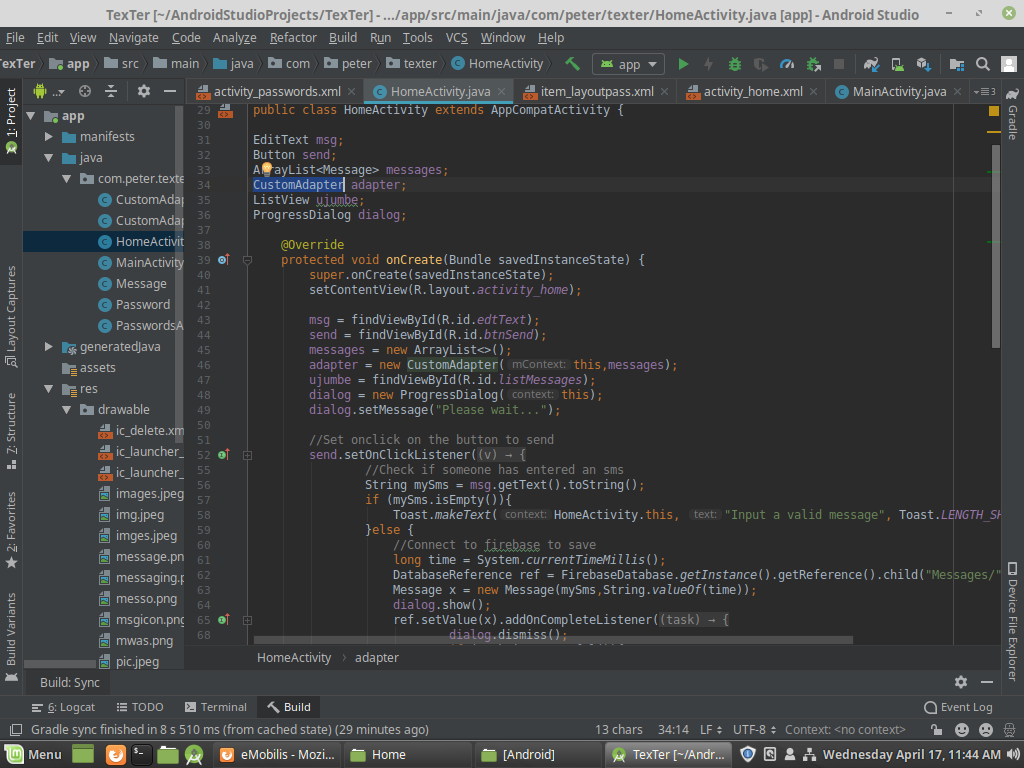 TexTer [~/AndroidStudioProjects/TexTer] - .../app/src/main/java/com/peter/texter/HomeActivity.java [app] - Android Studio
File Edit View Navigate Code Analyze Refactor Build Run Tools VCS Window Help
exTer app src main java com peter texter HomeActivity app
activity_passwords.xml HomeActivity.java item_layoutpass.xml activity_home.xml MainActivity.java 3
1: Project
Layout Captures
7: Structure
2: Favorites
Build Variants
app
manifests
java
com.peter.texte
CustomAdap
CustomAdap
HomeActivit
MainActivity
Message
Password
PasswordsA
generatedJava
assets
res
drawable
ic_delete.xm
ic_launcher_
ic_launcher_
images.jpeg
img.jpeg
imges.jpeg
message.pn
messaging.p
messo.png
msgicon.png
mwas.png
pic.jpeg
29 public class HomeActivity extends AppCompatActivity {
30
31 EditText msg;
32 Button send;
33 ArrayList<Message> messages;
34 CustomAdapter adapter;
35 ListView ujumbe;
36 ProgressDialog dialog;
37
38 @Override
39 protected void onCreate(Bundle savedInstanceState) {
40 super.onCreate(savedInstanceState);
41 setContentView(R.layout.activity_home);
42
43 msg = findViewById(R.id.edtText);
44 send = findViewById(R.id.btnSend);
45 messages = new ArrayList<>();
46 adapter = new CustomAdapter( mContext: this,messages);
47 ujumbe = findViewById(R.id.listMessages);
48 dialog = new ProgressDialog( context: this);
49 dialog.setMessage("Please wait...");
50
51 //Set onclick on the button to send
52 send.setOnClickListener((v) → {
55 //Check if someone has entered an sms
56 String mySms = msg.getText().toString();
57 if (mySms.isEmpty()){
58 Toast.makeText( context: HomeActivity.this, text: "Input a valid message", Toast.LENGTH_SH
59 }else {
60 //Connect to firebase to save
61 long time = System.currentTimeMillis();
62 DatabaseReference ref = FirebaseDatabase.getInstance().getReference().child("Messages/"
63 Message x = new Message(mySms,String.valueOf(time));
64 dialog.show();
65 ref.setValue(x).addOnCompleteListener((task) → {
68 dialog.dismiss();
Gradle
Device File Explorer
HomeActivity › adapter
Build: Sync
6: Logcat TODO Terminal Build Event Log
Gradle sync finished in 8 s 510 ms (from cached state) (29 minutes ago) 13 chars 34:14 LF UTF-8 Context: <no context>
Menu eMobilis - Mozi... Home [Android] TexTer [~/Andr... Wednesday April 17, 11:44 AM